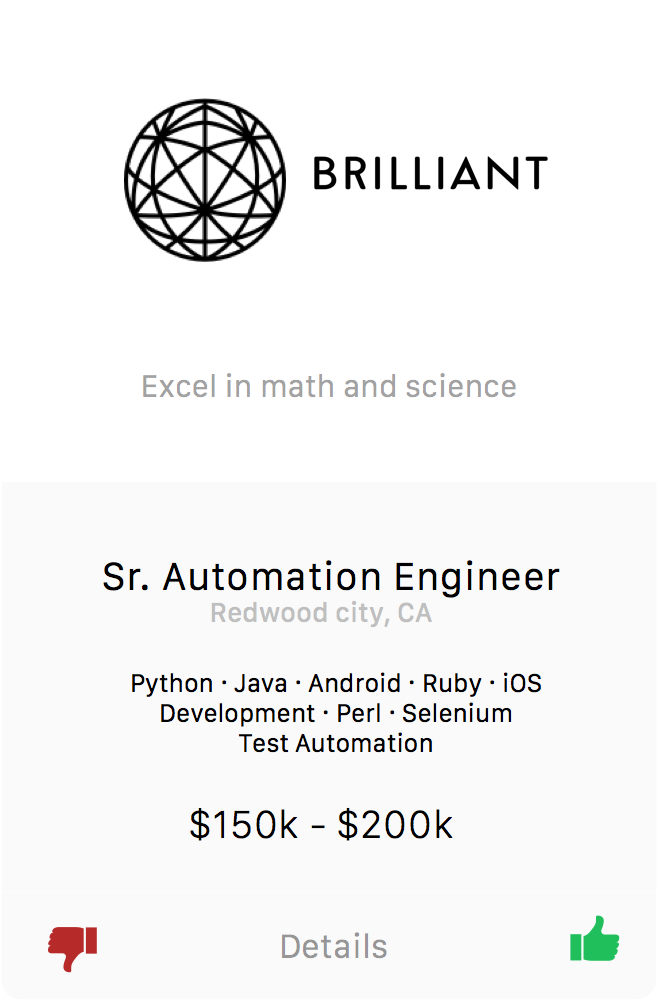 BRILLIANT
Excel in math and science
Sr. Automation Engineer
Redwood city, CA
Python · Java · Android · Ruby · iOS
Development · Perl · Selenium
Test Automation
$150k - $200k
Details